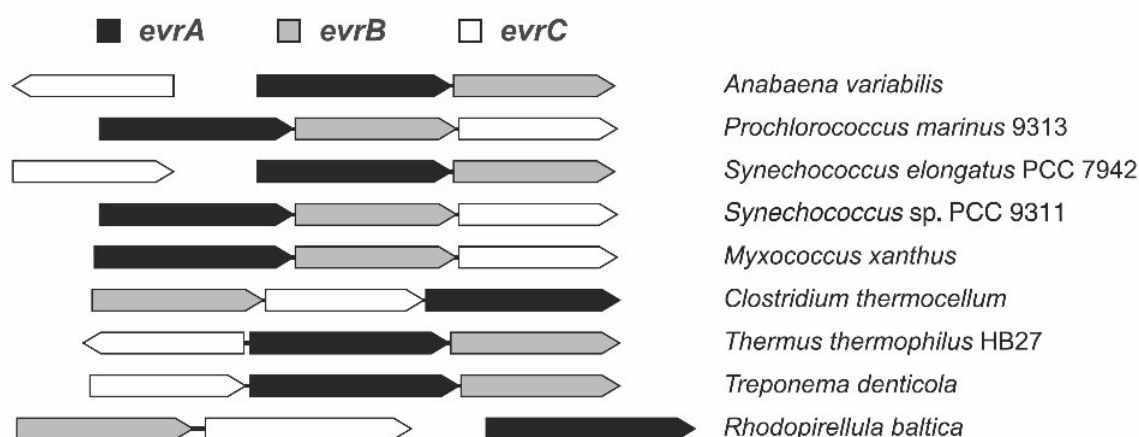 evrA evrB evrC
Anabaena variabilis
Prochlorococcus marinus 9313
Synechococcus elongatus PCC 7942
Synechococcus sp. PCC 9311
Myxococcus xanthus
Clostridium thermocellum
Thermus thermophilus HB27
Treponema denticola
Rhodopirellula baltica